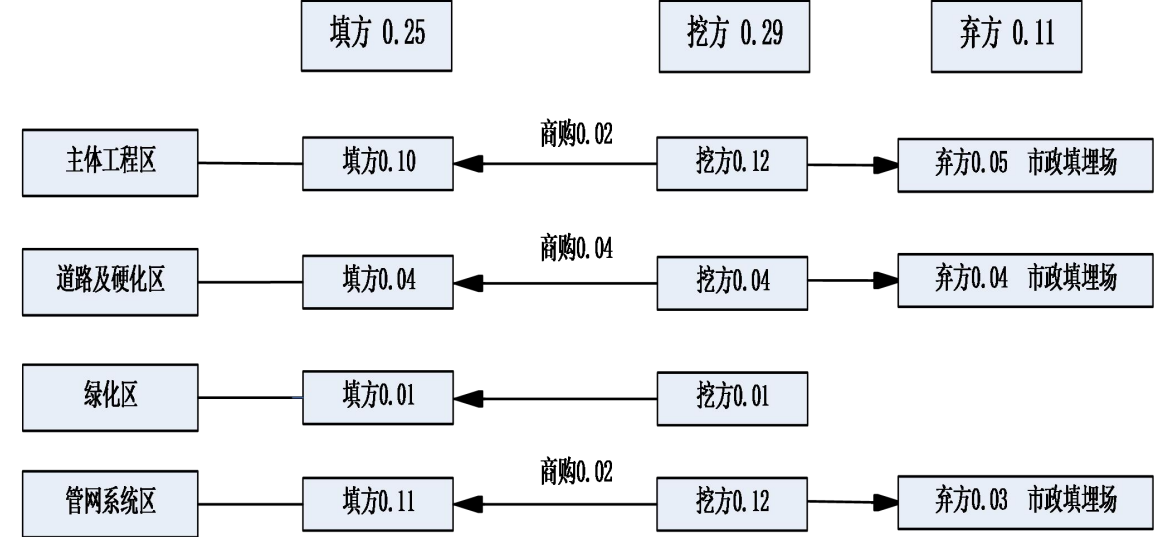 填方 0.25
挖方 0.29
弃方 0.11
商购0.02
主体工程区
填方0.10
挖方0.12
弃方0.05 市政填埋场
商购0.04
道路及硬化区
填方0.04
挖方0.04
弃方0.04 市政填埋场
绿化区
填方0.01
挖方0.01
商购0.02
管网系统区
填方0.11
挖方0.12
弃方0.03 市政填埋场